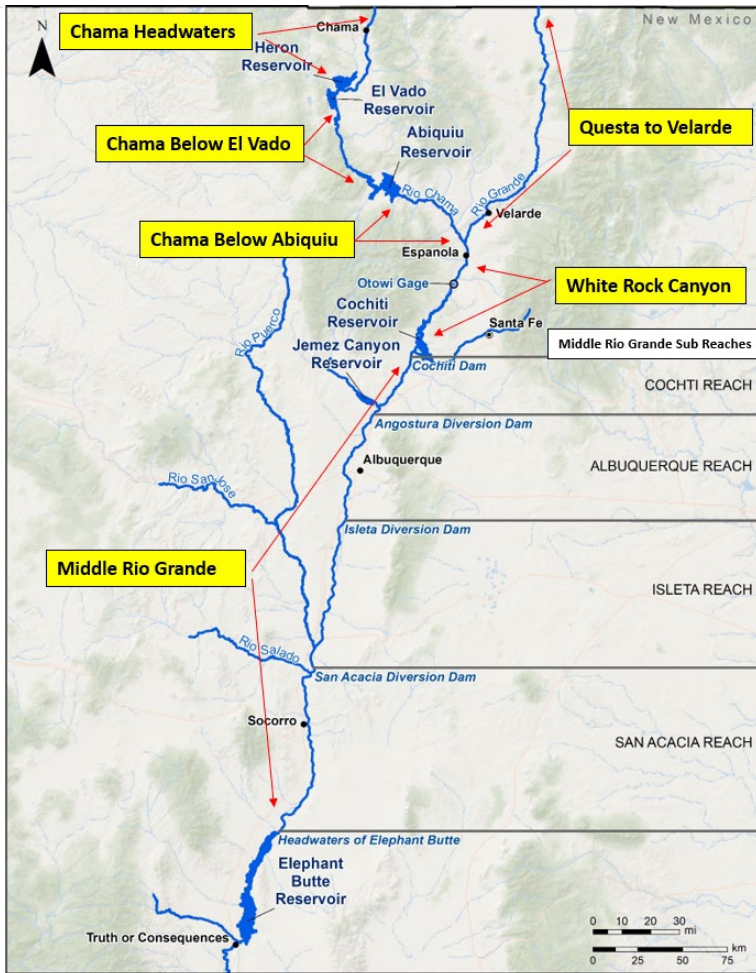 New Mexico
N
Chama Headwaters
Chama
Heron
Reservoir
El Vado
Reservoir
Chama Below El Vado
Questa to Velarde
Abiquiu
Reservoir
Rio Chama
Rio Grande
Velarde
Chama Below Abiquiu
Espanola
Otowi Gage
White Rock Canyon
Cochiti
Reservoir
Santa Fe
Middle Rio Grande Sub Reaches
Rio Puerco
Jemez Canyon
Reservoir
Cochiti Dam
COCHTI REACH
Angostura Diversion Dam
Albuquerque
ALBUQUERQUE REACH
Rio San Jose
Isleta Diversion Dam
Middle Rio Grande
ISLETA REACH
Rio Salado
San Acacia Diversion Dam
Socorro
SAN ACACIA REACH
Headwaters of Elephant Butte
Elephant
Butte
Reservoir
Truth or Consequences
0 10 20 30
mi
km
0 25 50 75